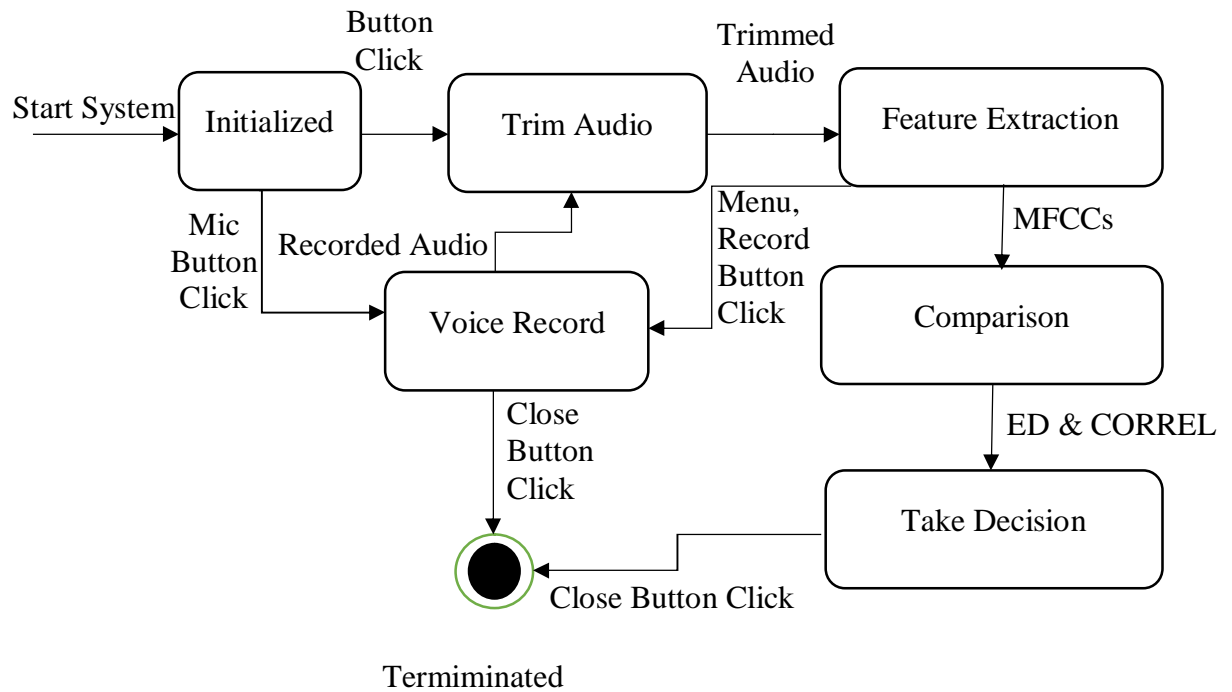 Button
Click
Trimmed
Audio
Start System
Initialized
Trim Audio
Feature Extraction
Mic
Button
Click
Recorded Audio
Menu,
Record
Button
Click
MFCCs
Voice Record
Comparison
Close
Button
Click
ED & CORREL
Take Decision
Close Button Click
Termiminated